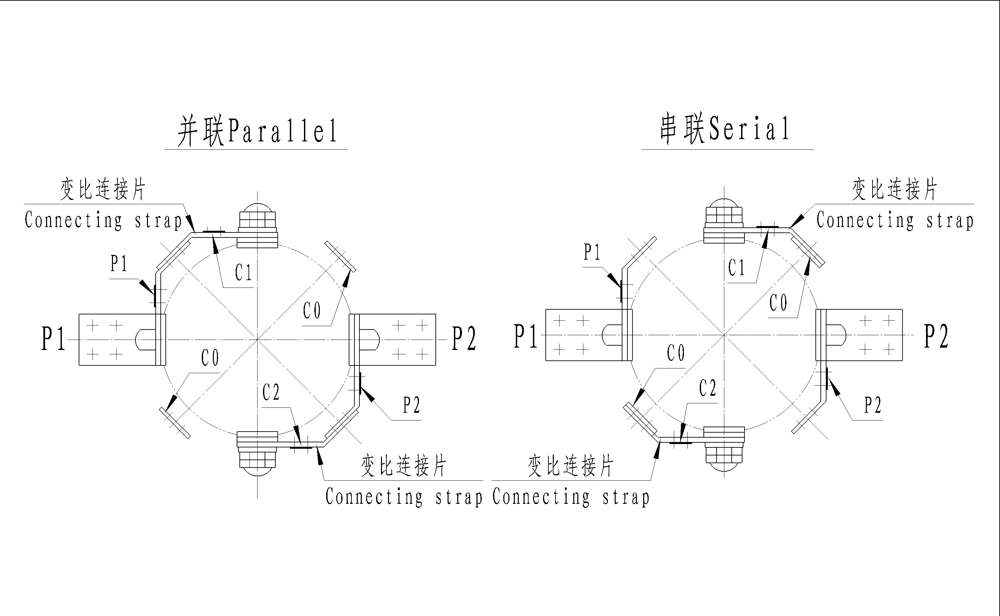 并联Parallel
变比连接片
Connecting strap
P1
C1
C0
P1
P2
C0
C2
P2
变比连接片
Connecting strap
串联Serial
变比连接片
Connecting strap
P1
C1
C0
P1
P2
C0
C2
P2
变比连接片
Connecting strap